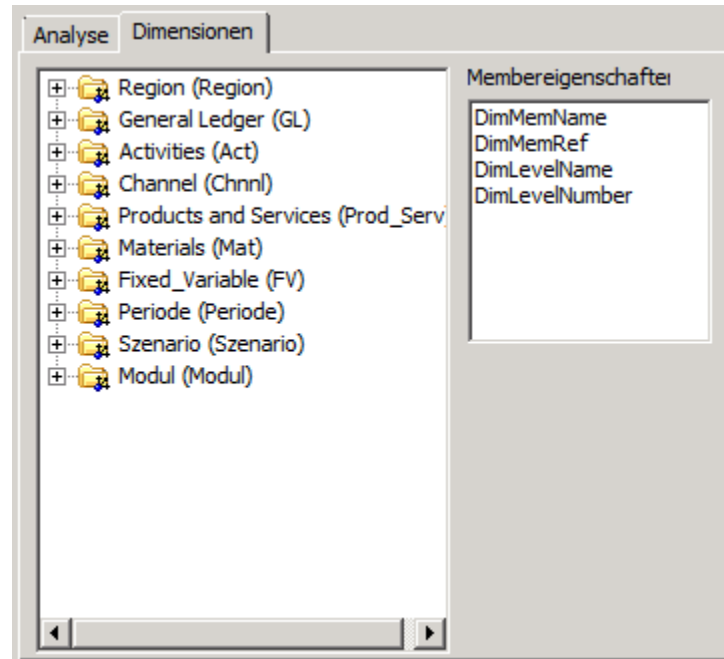 Analyse
Dimensionen
Region (Region)
General Ledger (GL)
Activities (Act)
Channel (Chnnl)
Products and Services (Prod_Serv
Materials (Mat)
Fixed_Variable (FV)
Periode (Periode)
Szenario (Szenario)
Modul (Modul)
Membereigenschafte
DimMemName
DimMemRef
DimLevelName
DimLevelNumber